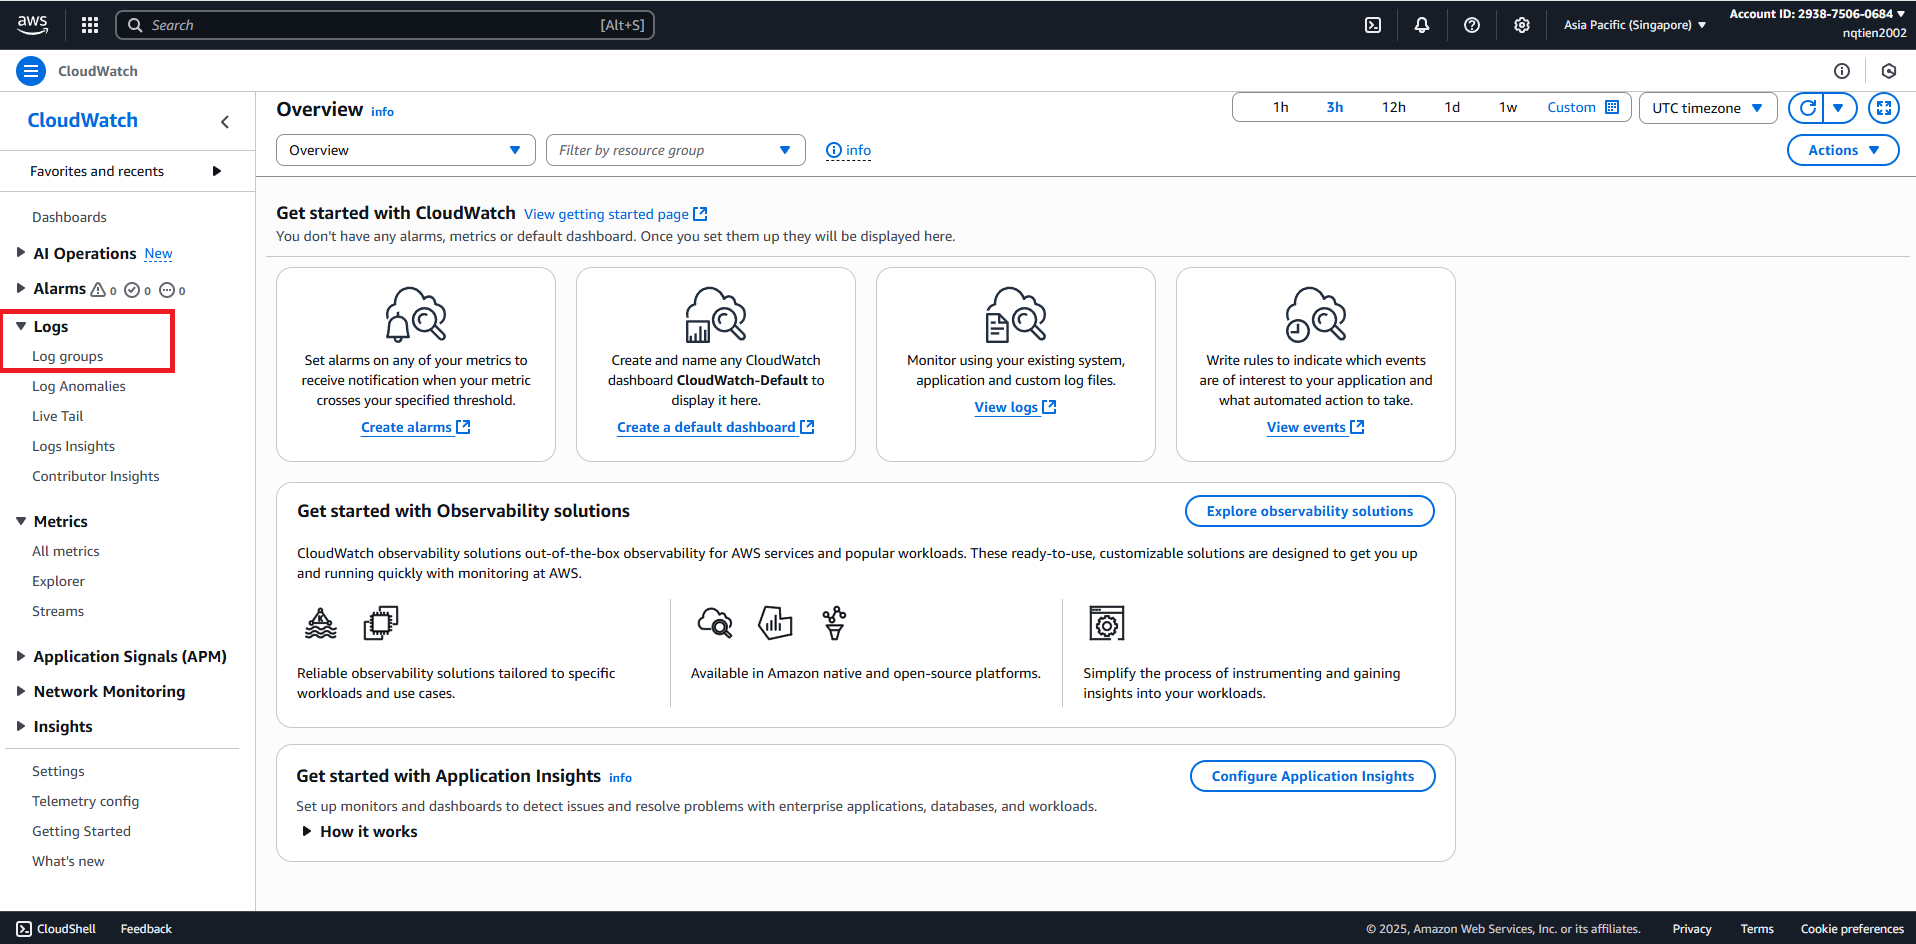 aws
Search
[Alt+S]
Asia Pacific (Singapore)
Account ID: 2938-7506-0684
nqtien2002
CloudWatch
CloudWatch
Favorites and recents
Dashboards
AI Operations New
Alarms 0 0 0
Logs
Log groups
Log Anomalies
Live Tail
Logs Insights
Contributor Insights
Metrics
All metrics
Explorer
Streams
Application Signals (APM)
Network Monitoring
Insights
Settings
Telemetry config
Getting Started
What's new
Overview info
1h 3h 12h 1d 1w Custom
UTC timezone
Overview
Filter by resource group
info
Actions
Get started with CloudWatch View getting started page
You don't have any alarms, metrics or default dashboard. Once you set them up they will be displayed here.
Set alarms on any of your metrics to
receive notification when your metric
crosses your specified threshold.
Create alarms
Create and name any CloudWatch
dashboard CloudWatch-Default to
display it here.
Create a default dashboard
Monitor using your existing system,
application and custom log files.
View logs
Write rules to indicate which events
are of interest to your application and
what automated action to take.
View events
Get started with Observability solutions
Explore observability solutions
CloudWatch observability solutions out-of-the-box observability for AWS services and popular workloads. These ready-to-use, customizable solutions are designed to get you up
and running quickly with monitoring at AWS.
Reliable observability solutions tailored to specific
workloads and use cases.
Available in Amazon native and open-source platforms.
Simplify the process of instrumenting and gaining
insights into your workloads.
Get started with Application Insights info
Configure Application Insights
Set up monitors and dashboards to detect issues and resolve problems with enterprise applications, databases, and workloads.
How it works
CloudShell
Feedback
© 2025, Amazon Web Services, Inc. or its affiliates.
Privacy
Terms
Cookie preferences